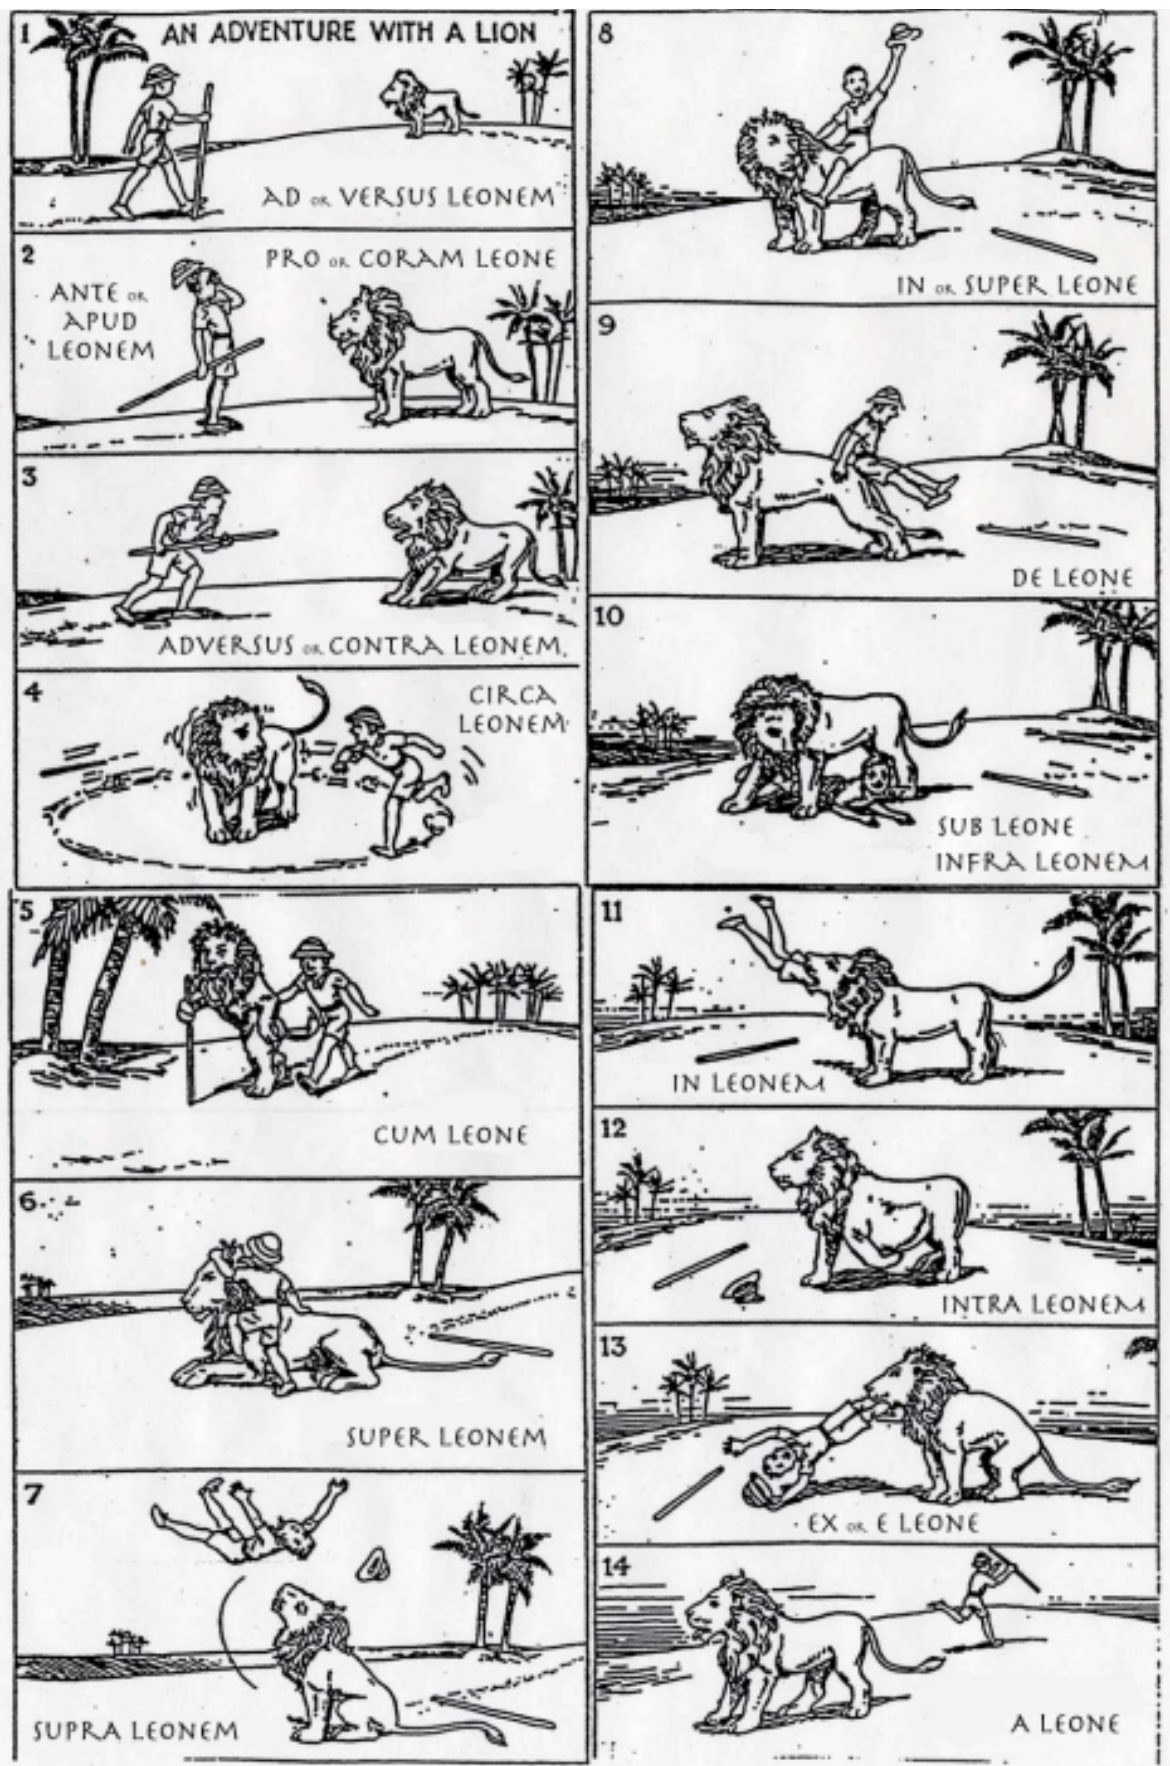 1
AN ADVENTURE WITH A LION
AD OR VERSUS LEONEM
2
PRO OR CORAM LEONE
ANTE OR
APUD
LEONEM
3
ADVERSUS OR CONTRA LEONEM.
4
CIRCA
LEONEM
5
CUM LEONE
6
SUPER LEONEM
7
SUPRA LEONEM
8
IN OR SUPER LEONE
9
DE LEONE
10
SUB LEONE
INFRA LEONEM
11
IN LEONEM
12
INTRA LEONEM
13
EX OR E LEONE
14
A LEONE